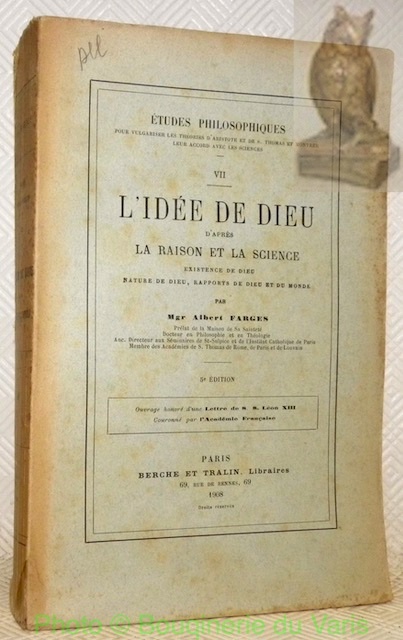 ÉTUDES PHILOSOPHIQUES
POUR VULGARISER LES THÉORIES D'ARISTOTE ET DE S. THOMAS ET MONTRER
LEUR ACCORD AVEC LES SCIENCES
VII
L'IDÉE DE DIEU
D'APRÈS
LA RAISON ET LA SCIENCE
EXISTENCE DE DIEU
NATURE DE DIEU, RAPPORTS DE DIEU ET DU MONDE
PAR
Mgr Albert FARGES
Prélat de la Maison de Sa Sainteté
Docteur en Philosophie et en Théologie
Anc. Directeur aux Séminaires de St-Sulpice et de l'Institut Catholique de Paris
Membre des Académies de S. Thomas de Rome, de Paris et de Louvain
5e ÉDITION
Ouvrage honoré d'une Lettre de S. S. Léon XIII
Couronné par l'Académie Française
PARIS
BERCHE ET TRALIN, Libraires
69, RUE DE RENNES, 69
1908
Droits réservés
Photo © Bouquinerie du Varis